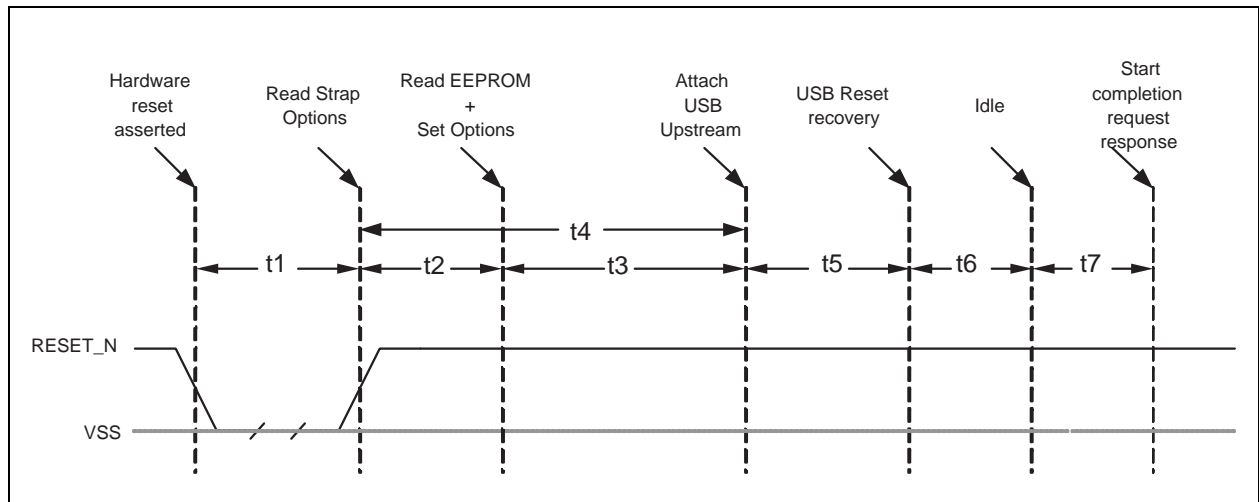 Hardware
reset
asserted
Read Strap
Options
Read EEPROM
+
Set Options
Attach
USB
Upstream
USB Reset
recovery
Idle
Start
completion
request
response
t4
t1
t2
t3
t5
t6
t7
RESET_N
VSS